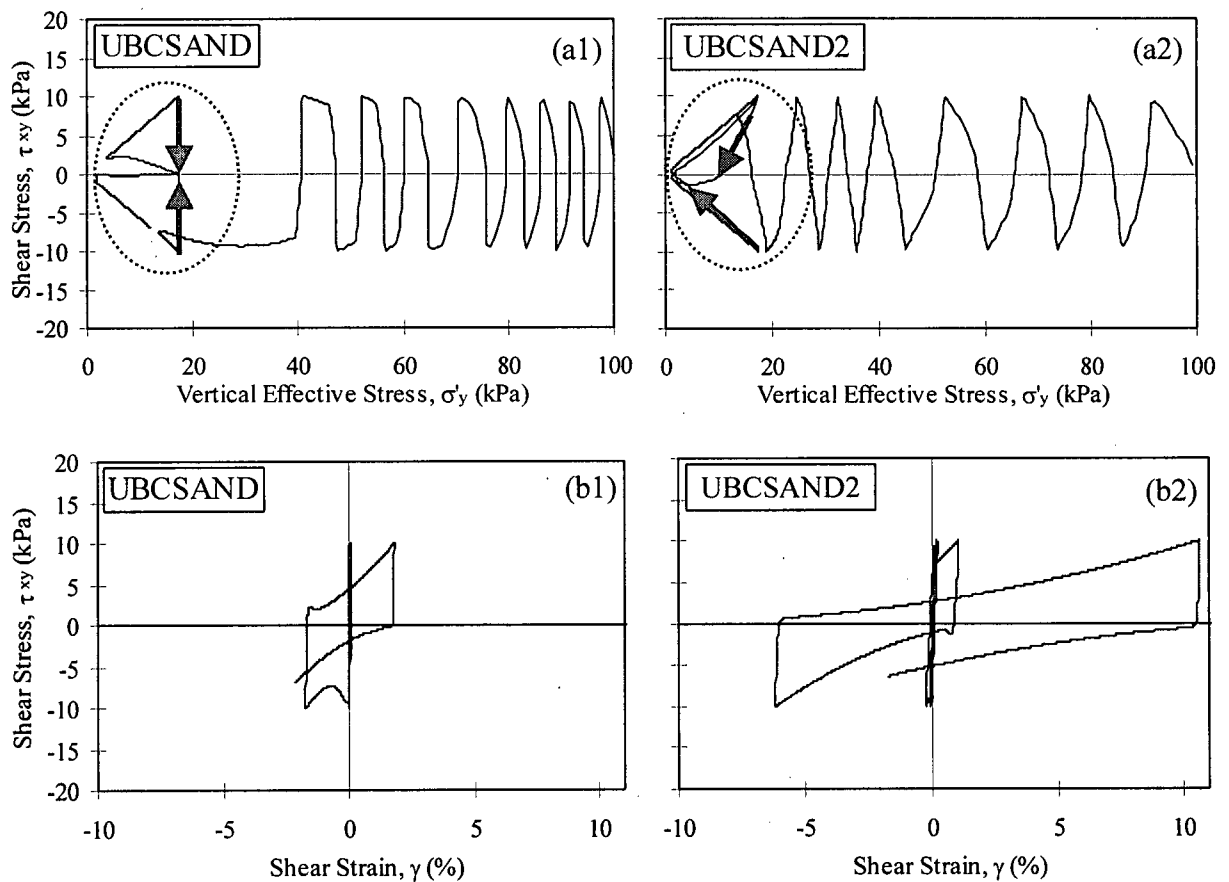 UBCSAND
(a1)
20
15
10
5
0
-5
-10
-15
-20
0
20
40
60
80
100
Shear Stress, τxy (kPa)
Vertical Effective Stress, σ'y (kPa)
UBCSAND2
(a2)
0
20
40
60
80
100
Vertical Effective Stress, σ'y (kPa)
UBCSAND
(b1)
20
15
10
5
0
-5
-10
-15
-20
-10
-5
0
5
10
Shear Stress, τxy (kPa)
Shear Strain, γ (%)
UBCSAND2
(b2)
-10
-5
0
5
10
Shear Strain, γ (%)